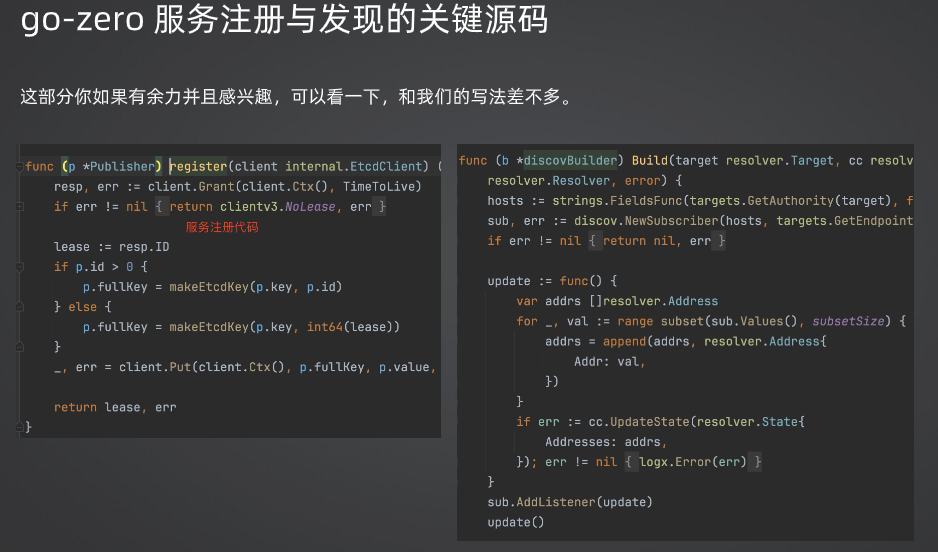 go-zero 服务注册与发现的关键源码
这部分你如果有余力并且感兴趣，可以看一下，和我们的写法差不多。
func (p *Publisher) register(client internal.EtcdClient) (
resp, err := client.Grant(client.Ctx(), TimeToLive)
if err != nil { return clientv3.NoLease, err }
服务注册代码
lease := resp.ID
if p.id > 0 {
p.fullKey = makeEtcdKey(p.key, p.id)
} else {
p.fullKey = makeEtcdKey(p.key, int64(lease))
}
_, err = client.Put(client.Ctx(), p.fullKey, p.value,
return lease, err
}
func (b *discovBuilder) Build(target resolver.Target, cc resolv
resolver.Resolver, error) {
hosts := strings.FieldsFunc(targets.GetAuthority(target), f
sub, err := discov.NewSubscriber(hosts, targets.GetEndpoint
if err != nil { return nil, err }
update := func() {
var addrs []resolver.Address
for _, val := range subset(sub.Values(), subsetSize) {
addrs = append(addrs, resolver.Address{
Addr: val,
})
}
if err := cc.UpdateState(resolver.State{
Addresses: addrs,
}); err != nil { logx.Error(err) }
}
sub.AddListener(update)
update()